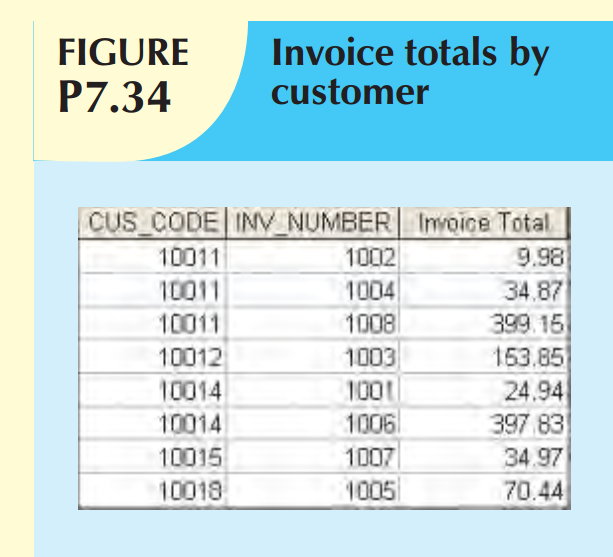 FIGURE
P7.34
Invoice totals by
customer
CUS_CODE INV_NUMBER Invoice Total
10011 1002 9.98
10011 1004 34.87
10011 1008 399.15
10012 1003 153.85
10014 1001 24.94
10014 1006 397.83
10015 1007 34.97
10018 1005 70.44